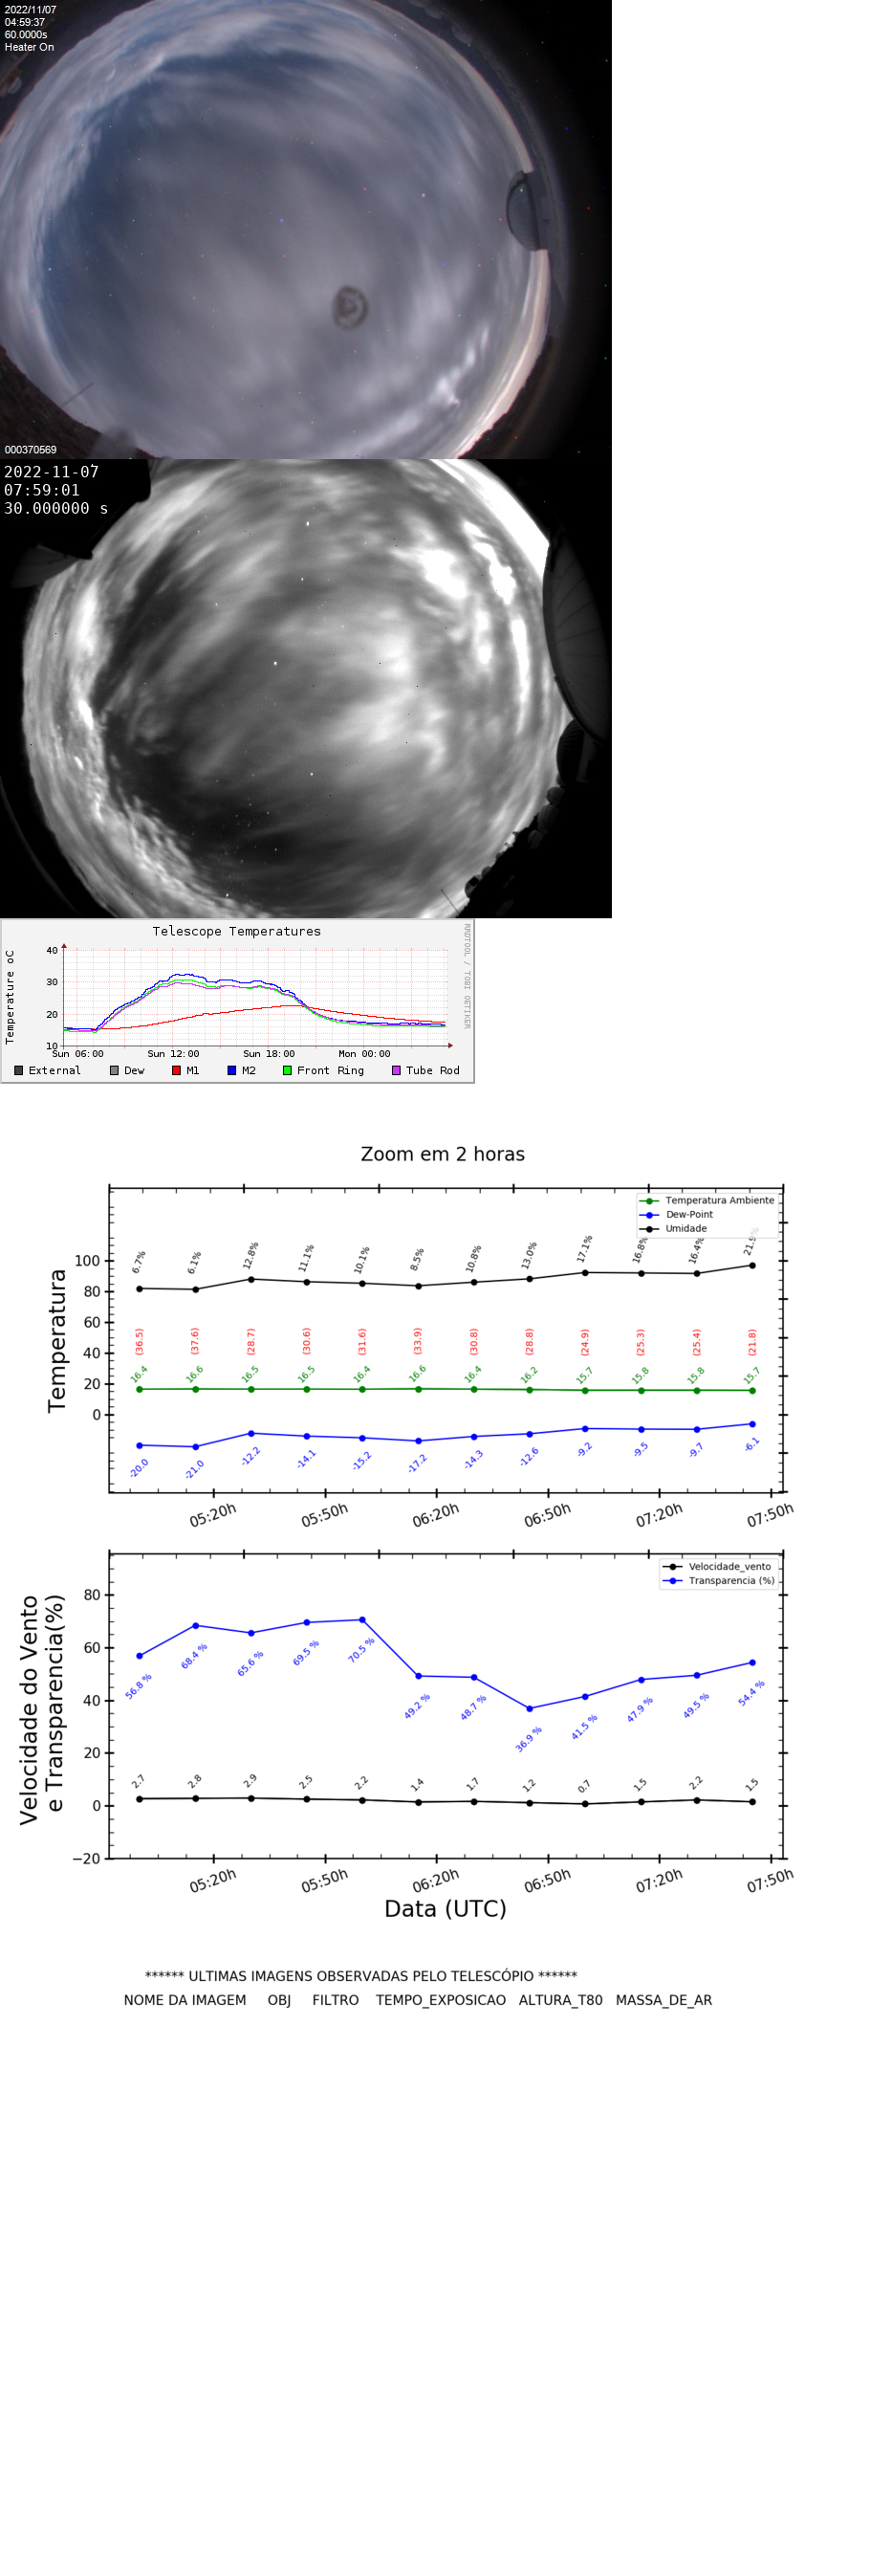 2022/11/07
04:59:37
60.0000s
Heater On
000370569
2022-11-07
07:59:01
30.000000 s
Telescope Temperatures
RRDTOOL / TOBI OETIKER
Temperature oC
40
30
20
10
Sun 06:00 Sun 12:00 Sun 18:00 Mon 00:00
External Dew M1 M2 Front Ring Tube Rod
Zoom em 2 horas
Temperatura Ambiente
Dew-Point
Umidade
Temperatura
100
80
60
40
20
0
6.7% 6.1% 12.8% 11.1% 10.1% 8.5% 10.8% 13.0% 17.1% 16.8% 16.4%
(36.5) (37.6) (28.7) (30.6) (31.6) (33.9) (30.8) (28.8) (24.9) (25.3) (25.4) (21.8)
16.4 16.6 16.5 16.5 16.4 16.6 16.4 16.2 15.7 15.8 15.8 15.7
-20.0 -21.0 -12.2 -14.1 -15.2 -17.2 -14.3 -12.6 -9.2 -9.5 -9.7 -6.1
05:20h 05:50h 06:20h 06:50h 07:20h 07:50h
Velocidade_vento
Transparencia (%)
Velocidade do Vento
e Transparencia(%)
80
60
40
20
0
−20
56.8 % 68.4 % 65.6 % 69.5 % 70.5 % 49.2 % 48.7 % 36.9 % 41.5 % 47.9 % 49.5 % 54.4 %
2.7 2.8 2.9 2.5 2.2 1.4 1.7 1.2 0.7 1.5 2.2 1.5
05:20h 05:50h 06:20h 06:50h 07:20h 07:50h
Data (UTC)
****** ULTIMAS IMAGENS OBSERVADAS PELO TELESCÓPIO ******
NOME DA IMAGEM OBJ FILTRO TEMPO_EXPOSICAO ALTURA_T80 MASSA_DE_AR